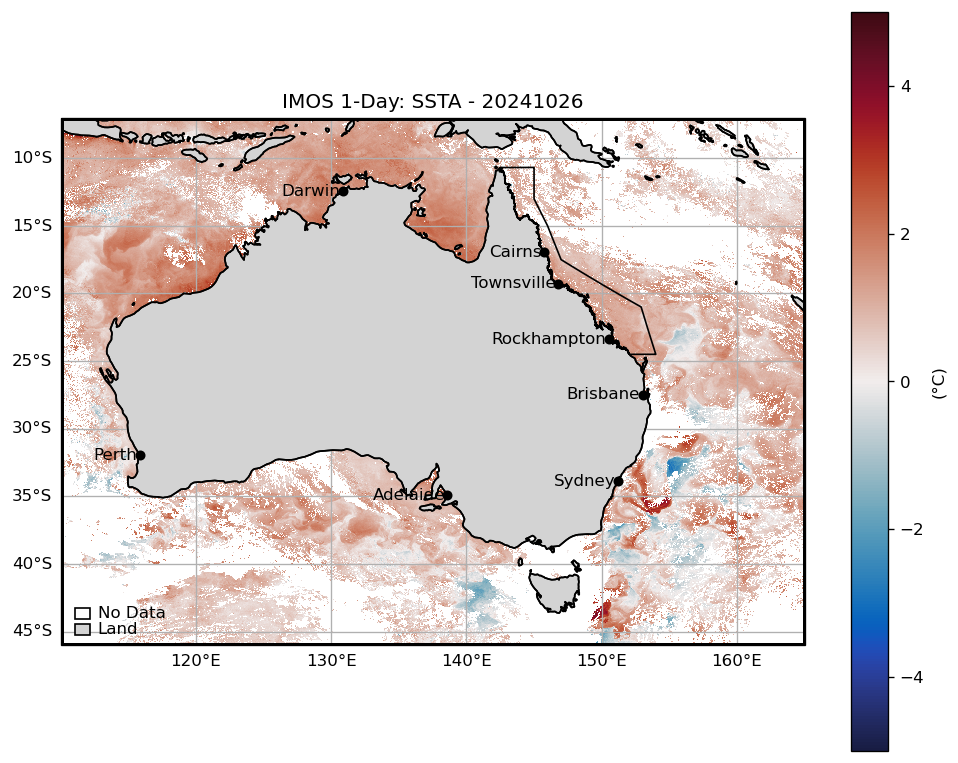 IMOS 1-Day: SSTA - 20241026
10°S
15°S
20°S
25°S
30°S
35°S
40°S
45°S
Darwin
Cairns
Townsville
Rockhampton
Brisbane
Perth
Sydney
Adelaide
No Data
Land
120°E
130°E
140°E
150°E
160°E
4
2
0
−2
−4
(°C)